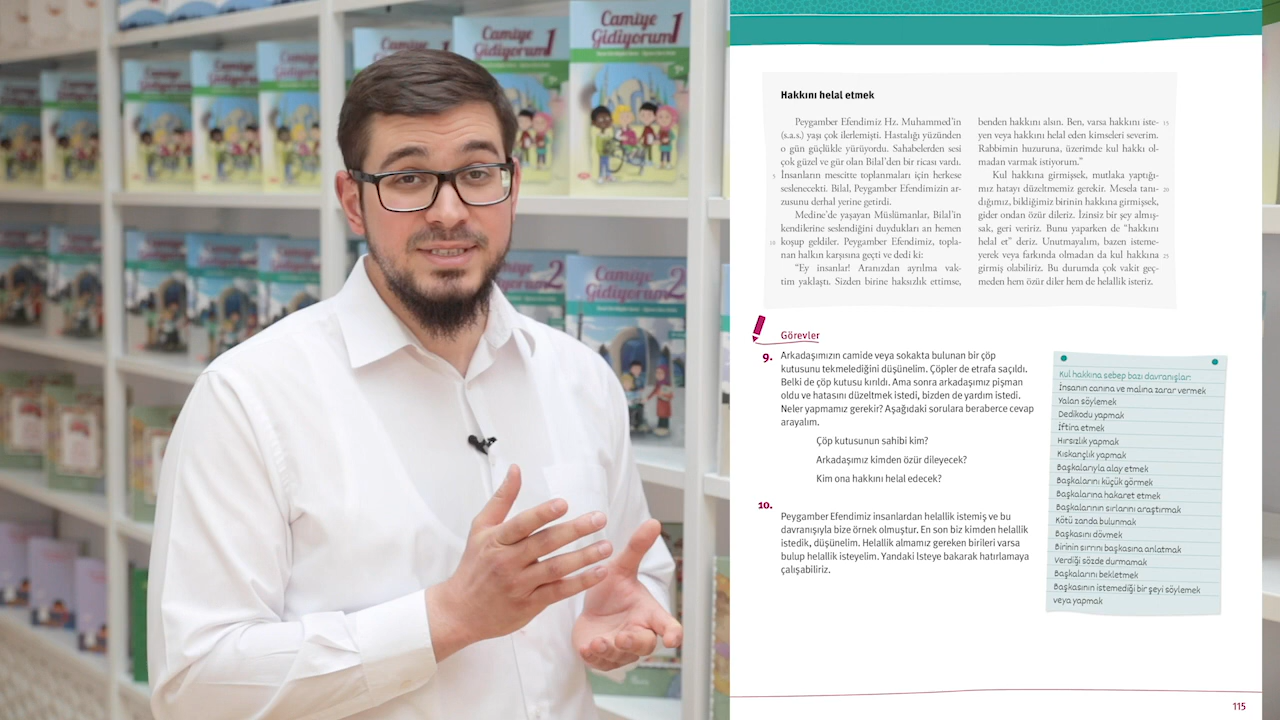 Camiye
Gidiyorum 1
Camiye
Gidiyorum 1
Camiye
Gidiyorum 2
Camiye
Gidiyorum 2
Hakkını helal etmek
Peygamber Efendimiz Hz. Muhammed’in
(s.a.s.) yaşı çok ilerlemişti. Hastalığı yüzünden
o gün güçlükle yürüyordu. Sahabelerden sesi
çok güzel ve gür olan Bilal’den bir ricası vardı.
5 İnsanların mescitte toplanmaları için herkese
seslenecekti. Bilal, Peygamber Efendimizin ar-
zusunu derhal yerine getirdi.
Medine’de yaşayan Müslümanlar, Bilal’in
kendilerine seslendiğini duydukları an hemen
10 koşup geldiler. Peygamber Efendimiz, topla-
nan halkın karşısına geçti ve dedi ki:
“Ey insanlar! Aranızdan ayrılma vak-
tim yaklaştı. Sizden birine haksızlık ettimse,
benden hakkını alsın. Ben, varsa hakkını iste- 15
yen veya hakkını helal eden kimseleri severim.
Rabbimin huzuruna, üzerimde kul hakkı ol-
madan varmak istiyorum.”
Kul hakkına girmişsek, mutlaka yaptığı-
mız hatayı düzeltmemiz gerekir. Mesela tanı- 20
dığımız, bildiğimiz birinin hakkına girmişsek,
gider ondan özür dileriz. İzinsiz bir şey almış-
sak, geri veririz. Bunu yaparken de “hakkını
helal et” deriz. Unutmayalım, bazen isteme-
yerek veya farkında olmadan da kul hakkına 25
girmiş olabiliriz. Bu durumda çok vakit geç-
meden hem özür diler hem de helallik isteriz.
Görevler
9. Arkadaşımızın camide veya sokakta bulunan bir çöp
kutusunu tekmelediğini düşünelim. Çöpler de etrafa saçıldı.
Belki de çöp kutusu kırıldı. Ama sonra arkadaşımız pişman
oldu ve hatasını düzeltmek istedi, bizden de yardım istedi.
Neler yapmamız gerekir? Aşağıdaki sorulara beraberce cevap
arayalım.
Çöp kutusunun sahibi kim?
Arkadaşımız kimden özür dileyecek?
Kim ona hakkını helal edecek?
10.
Peygamber Efendimiz insanlardan helallik istemiş ve bu
davranışıyla bize örnek olmuştur. En son biz kimden helallik
istedik, düşünelim. Helallik almamız gereken birileri varsa
bulup helallik isteyelim. Yandaki lsteye bakarak hatırlamaya
çalışabiliriz.
Kul hakkına sebep bazı davranışlar:
İnsanın canına ve malına zarar vermek
Yalan söylemek
Dedikodu yapmak
İftira etmek
Hırsızlık yapmak
Kıskançlık yapmak
Başkalarıyla alay etmek
Başkalarını küçük görmek
Başkalarına hakaret etmek
Başkalarının sırlarını araştırmak
Kötü zanda bulunmak
Başkasını dövmek
Birinin sırrını başkasına anlatmak
Verdiği sözde durmamak
Başkalarını bekletmek
Başkasının istemediği bir şeyi söylemek
veya yapmak
115